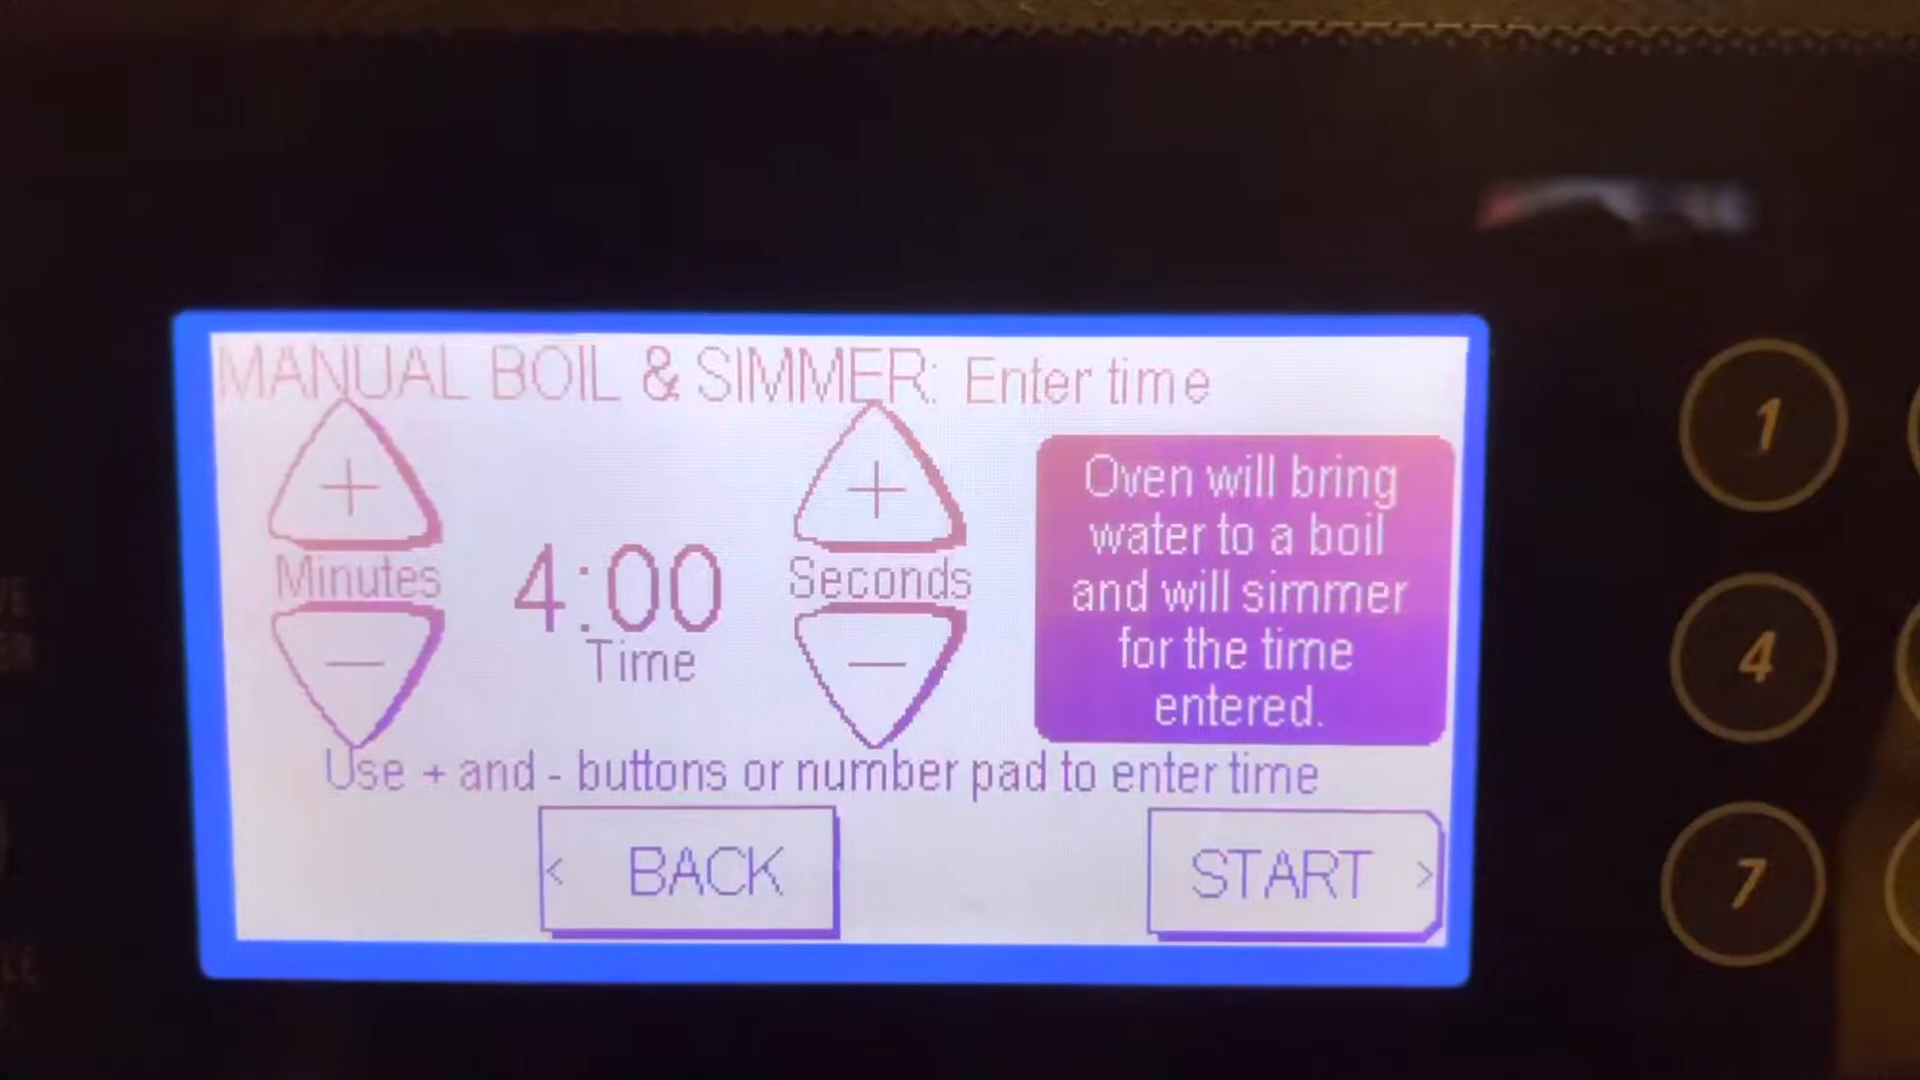 MANUAL BOIL & SIMMER: Enter time
+
+
Minutes
4:00
Time
Seconds
-
-
Oven will bring
water to a boil
and will simmer
for the time
entered.
Use + and - buttons or number pad to enter time
< BACK
START >
1
4
7